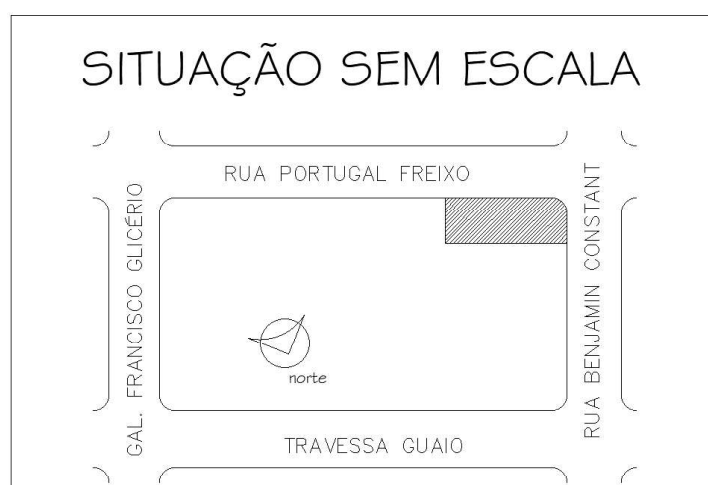 SITUAÇÃO SEM ESCALA
RUA PORTUGAL FREIXO
GAL. FRANCISCO GLICÉRIO
RUA BENJAMIN CONSTANT
norte
TRAVESSA GUAIO